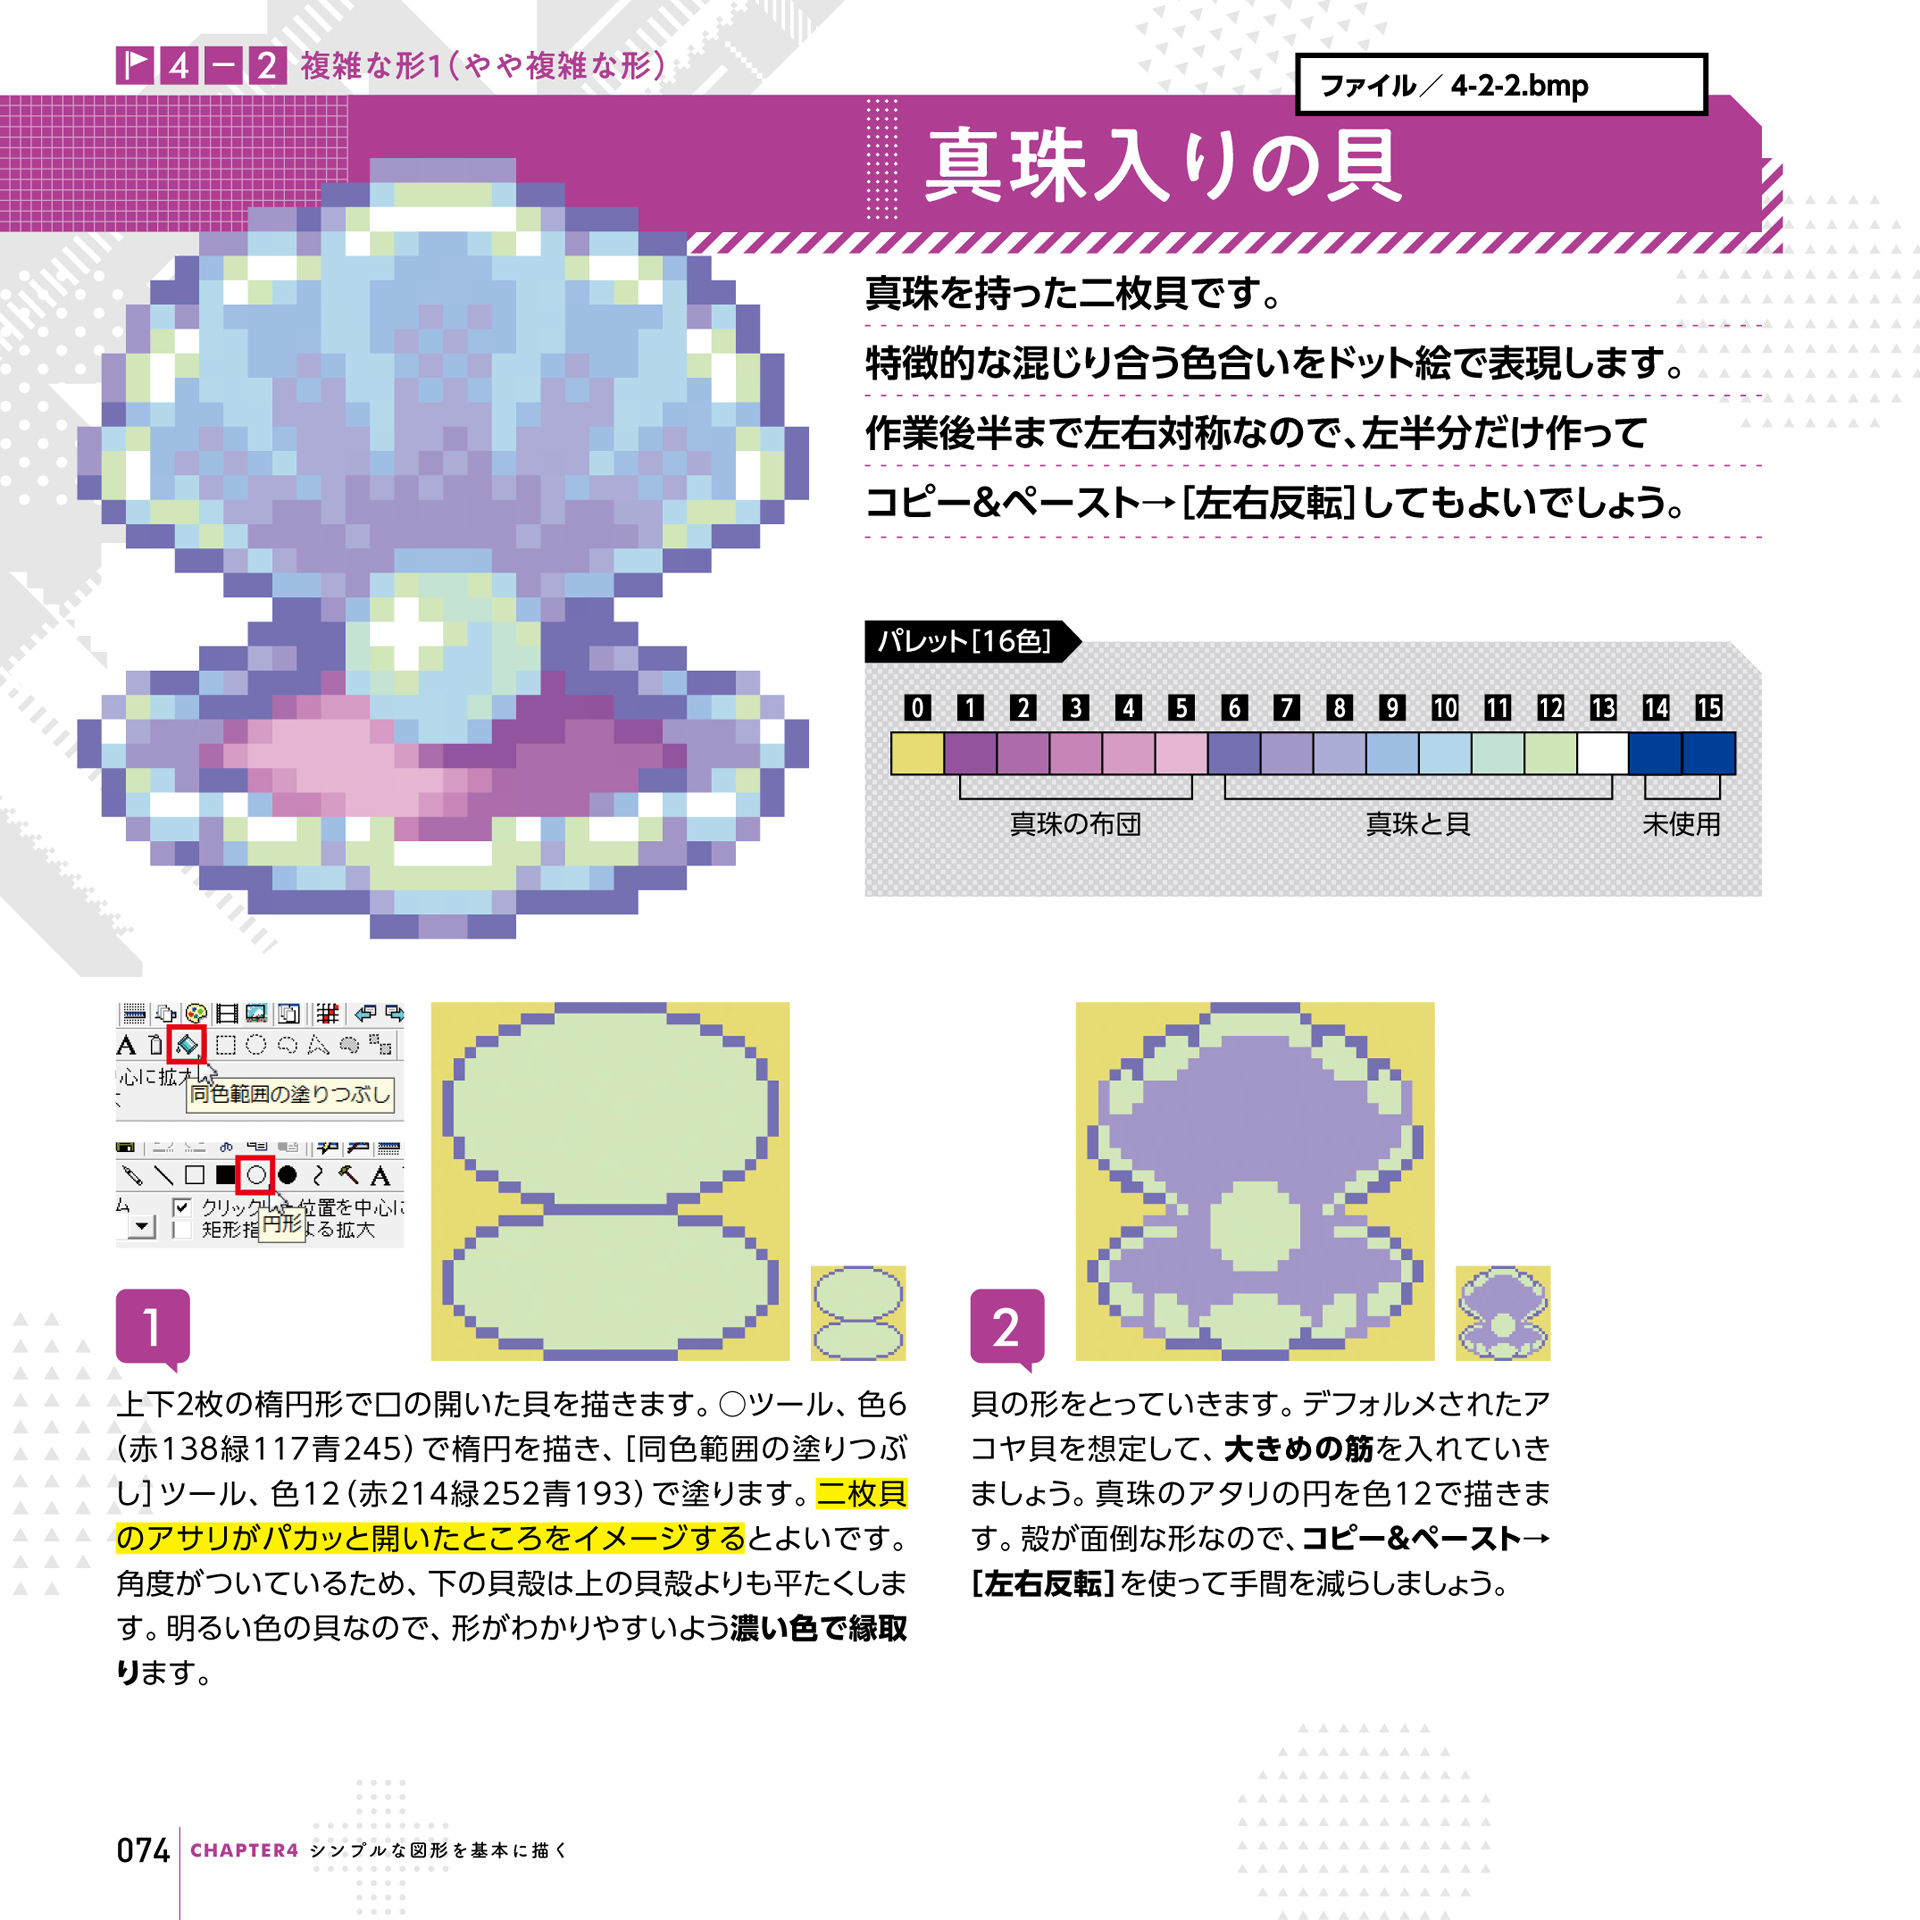 4-2 複雑な形1（やや複雑な形）
ファイル／ 4-2-2.bmp
真珠入りの貝
真珠を持った二枚貝です。
特徴的な混じり合う色合いをドット絵で表現します。
作業後半まで左右対称なので、左半分だけ作って
コピー&ペースト→［左右反転］してもよいでしょう。
パレット［16色］
0 1 2 3 4 5 6 7 8 9 10 11 12 13 14 15
真珠の布団 真珠と貝 未使用
A
心に拡大
同色範囲の塗りつぶし
A
ム クリックし 位置を中心に
矩形指 よる拡大
円形
1
上下2枚の楕円形で口の開いた貝を描きます。○ツール、色6
（赤138緑117青245）で楕円を描き、［同色範囲の塗りつぶ
し］ツール、色12（赤214緑252青193）で塗ります。二枚貝
のアサリがパカッと開いたところをイメージするとよいです。
角度がついているため、下の貝殻は上の貝殻よりも平たくしま
す。明るい色の貝なので、形がわかりやすいよう濃い色で縁取
ります。
2
貝の形をとっていきます。デフォルメされたア
コヤ貝を想定して、大きめの筋を入れていき
ましょう。真珠のアタリの円を色12で描きま
す。殻が面倒な形なので、コピー&ペースト→
［左右反転］を使って手間を減らしましょう。
074 CHAPTER4 シンプルな図形を基本に描く